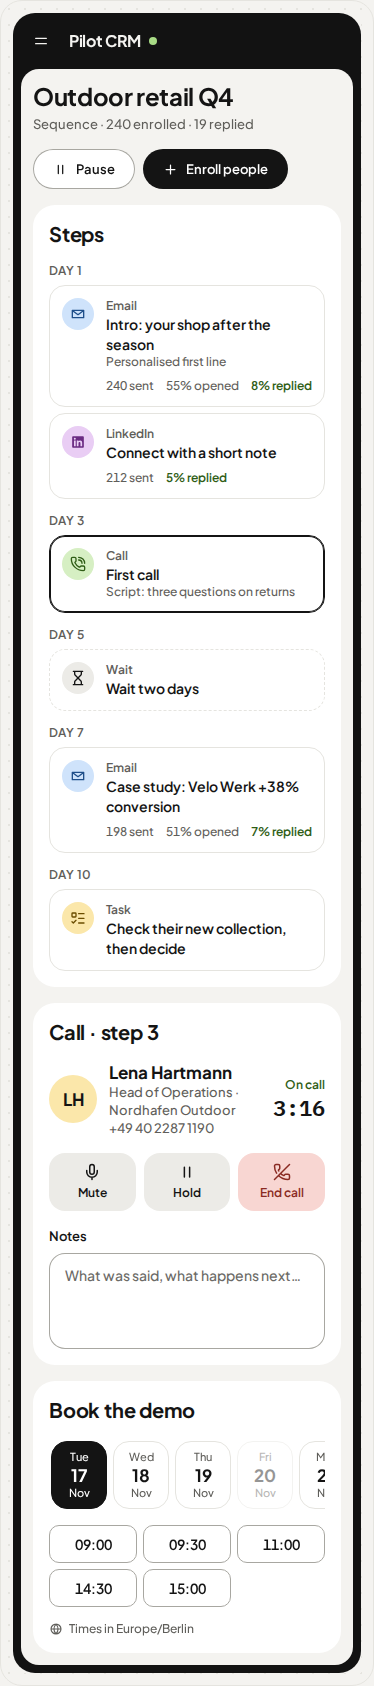 Pilot CRM
Outdoor retail Q4
Sequence · 240 enrolled · 19 replied
Pause
Enroll people
Steps
DAY 1
Email
Intro: your shop after the
season
Personalised first line
240 sent 55% opened 8% replied
LinkedIn
Connect with a short note
212 sent 5% replied
DAY 3
Call
First call
Script: three questions on returns
DAY 5
Wait
Wait two days
DAY 7
Email
Case study: Velo Werk +38%
conversion
198 sent 51% opened 7% replied
DAY 10
Task
Check their new collection,
then decide
Call · step 3
LH
Lena Hartmann
Head of Operations ·
Nordhafen Outdoor
+49 40 2287 1190
On call
3:16
Mute
Hold
End call
Notes
What was said, what happens next…
Book the demo
Tue
17
Nov
Wed
18
Nov
Thu
19
Nov
Fri
20
Nov
09:00 09:30 11:00
14:30 15:00
Times in Europe/Berlin